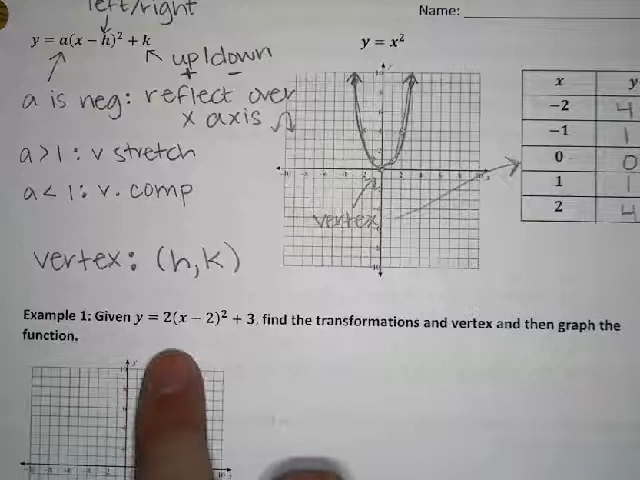 left/right
Name:
y = a(x − h)² + k
y = x²
up/down
+ −
a is neg: reflect over
x axis
a>1: v stretch
a<1: v. comp
vertex
vertex: (h,k)
x y
−2 4
−1 1
0 0
1 1
2 4
Example 1: Given y = 2(x − 2)² + 3, find the transformations and vertex and then graph the
function.